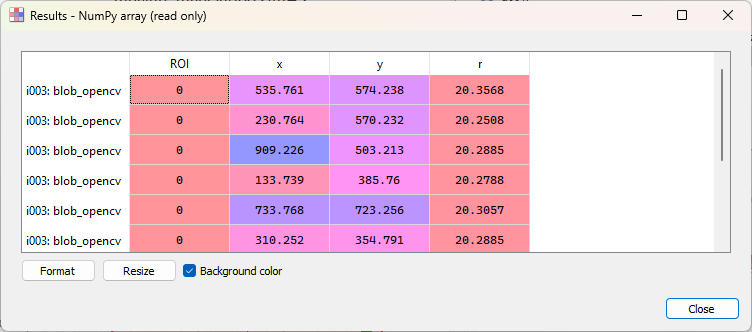 Results - NumPy array (read only)
ROI x y r
i003: blob_opencv 0 535.761 574.238 20.3568
i003: blob_opencv 0 230.764 570.232 20.2508
i003: blob_opencv 0 909.226 503.213 20.2885
i003: blob_opencv 0 133.739 385.76 20.2788
i003: blob_opencv 0 733.768 723.256 20.3057
i003: blob_opencv 0 310.252 354.791 20.2885
Format Resize Background color
Close